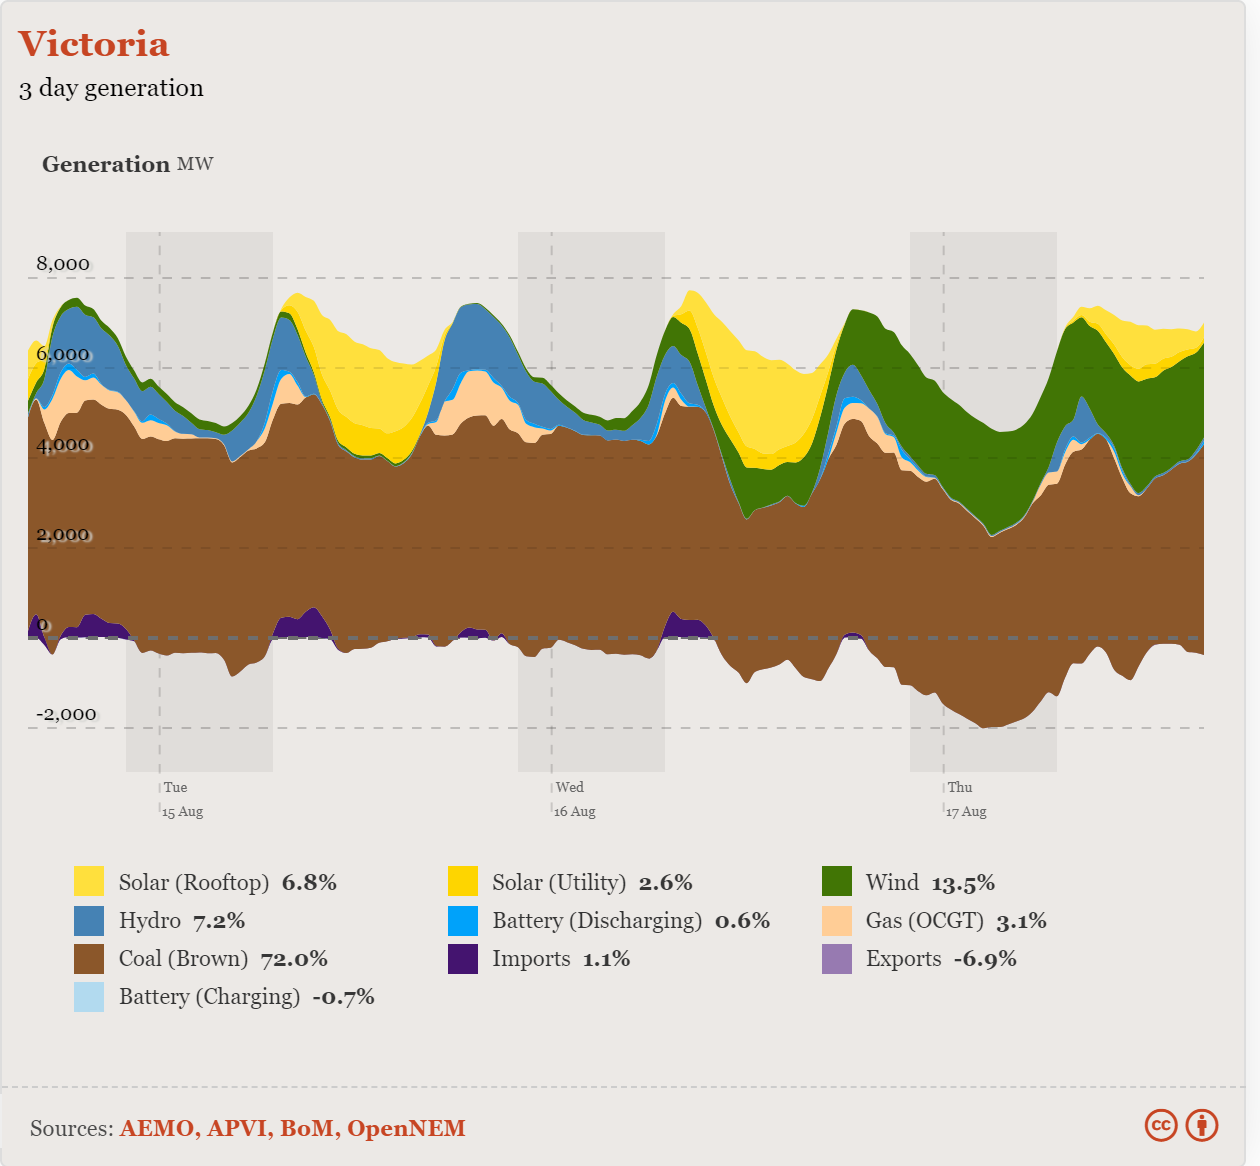 Victoria
3 day generation
Generation MW
8,000
6,000
4,000
2,000
0
-2,000
Tue
15 Aug
Wed
16 Aug
Thu
17 Aug
Solar (Rooftop) 6.8%
Solar (Utility) 2.6%
Wind 13.5%
Hydro 7.2%
Battery (Discharging) 0.6%
Gas (OCGT) 3.1%
Coal (Brown) 72.0%
Imports 1.1%
Exports -6.9%
Battery (Charging) -0.7%
Sources: AEMO, APVI, BoM, OpenNEM
cc